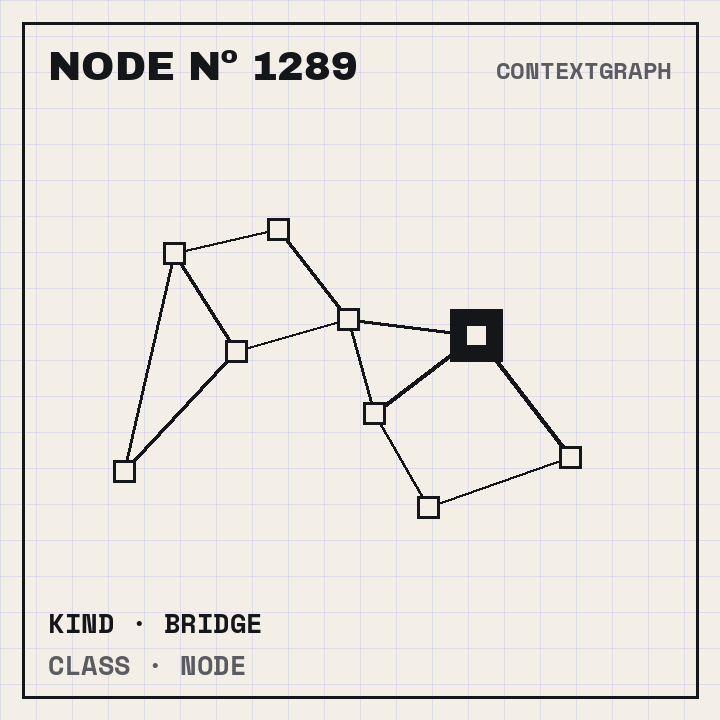 NODE Nº 1289
CONTEXTGRAPH
KIND · BRIDGE
CLASS · NODE